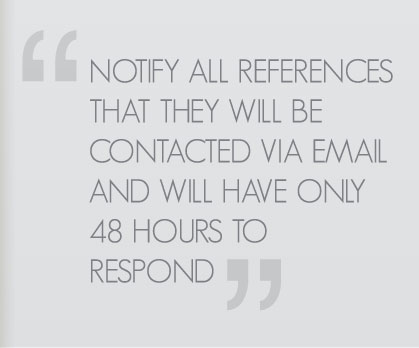 “
NOTIFY ALL REFERENCES
THAT THEY WILL BE
CONTACTED VIA EMAIL
AND WILL HAVE ONLY
48 HOURS TO
RESPOND ”